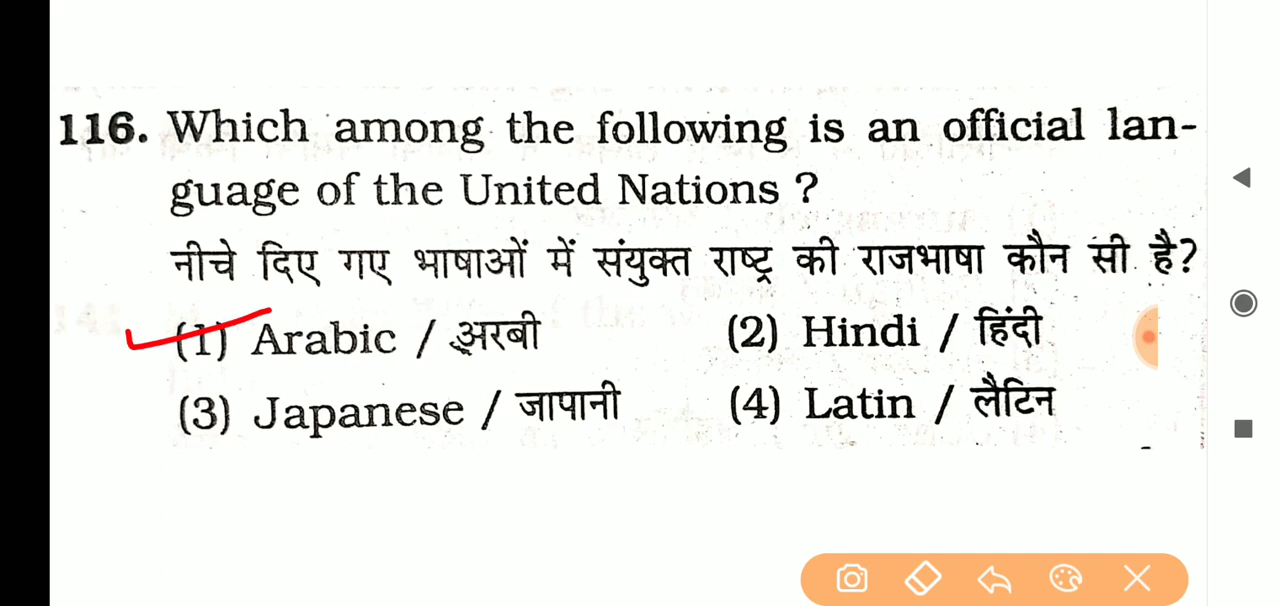 116. Which among the following is an official lan-
guage of the United Nations ?
नीचे दिए गए भाषाओं में संयुक्त राष्ट्र की राजभाषा कौन सी है?
(1) Arabic / अरबी (2) Hindi / हिंदी
(3) Japanese / जापानी (4) Latin / लैटिन